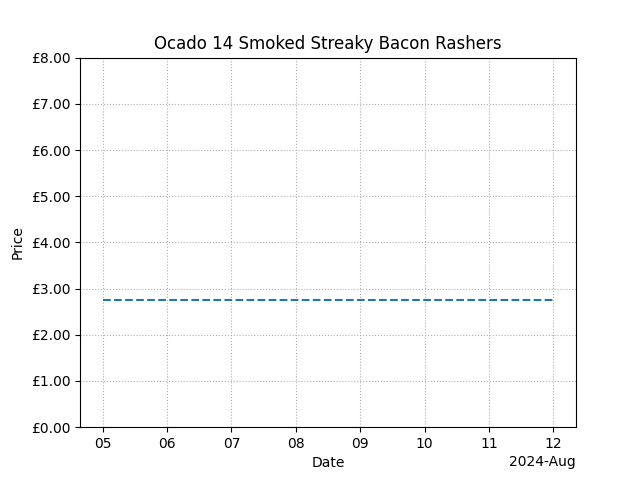 Ocado 14 Smoked Streaky Bacon Rashers
£8.00
£7.00
£6.00
£5.00
£4.00
£3.00
£2.00
£1.00
£0.00
Price
05 06 07 08 09 10 11 12
Date
2024-Aug